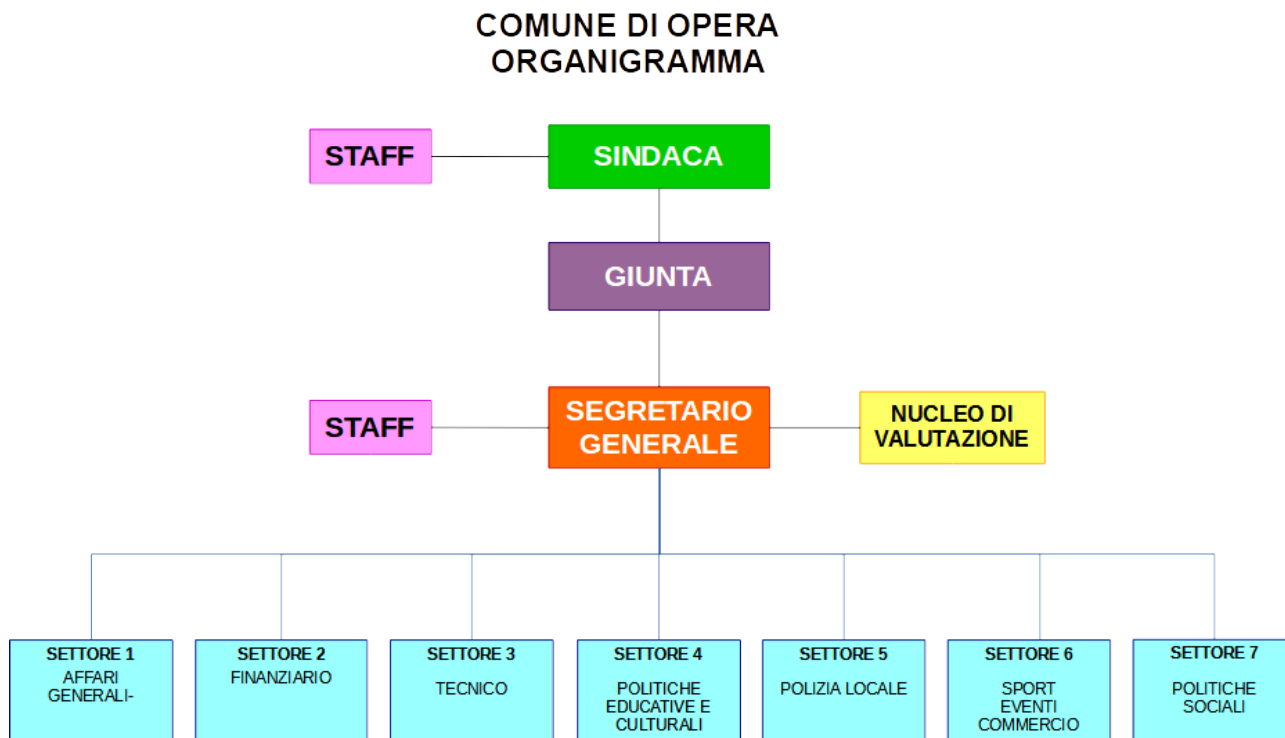 COMUNE DI OPERA
ORGANIGRAMMA
STAFF
SINDACA
GIUNTA
STAFF
SEGRETARIO
GENERALE
NUCLEO DI
VALUTAZIONE
SETTORE 1
AFFARI
GENERALI-
SETTORE 2
FINANZIARIO
SETTORE 3
TECNICO
SETTORE 4
POLITICHE
EDUCATIVE E
CULTURALI
SETTORE 5
POLIZIA LOCALE
SETTORE 6
SPORT
EVENTI
COMMERCIO
SETTORE 7
POLITICHE
SOCIALI